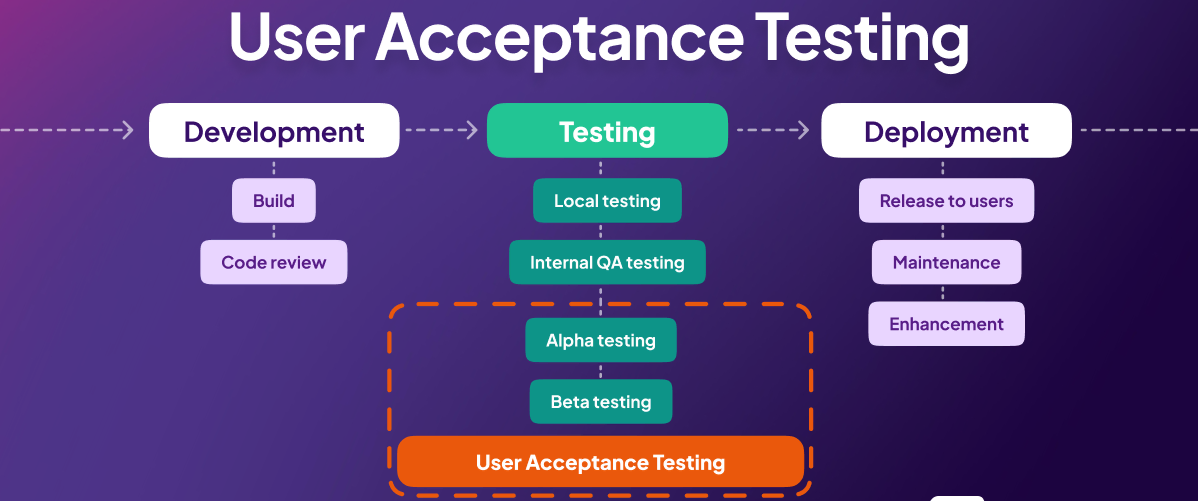 User Acceptance Testing
Development
Testing
Deployment
Build
Local testing
Release to users
Code review
Internal QA testing
Maintenance
Enhancement
Alpha testing
Beta testing
User Acceptance Testing